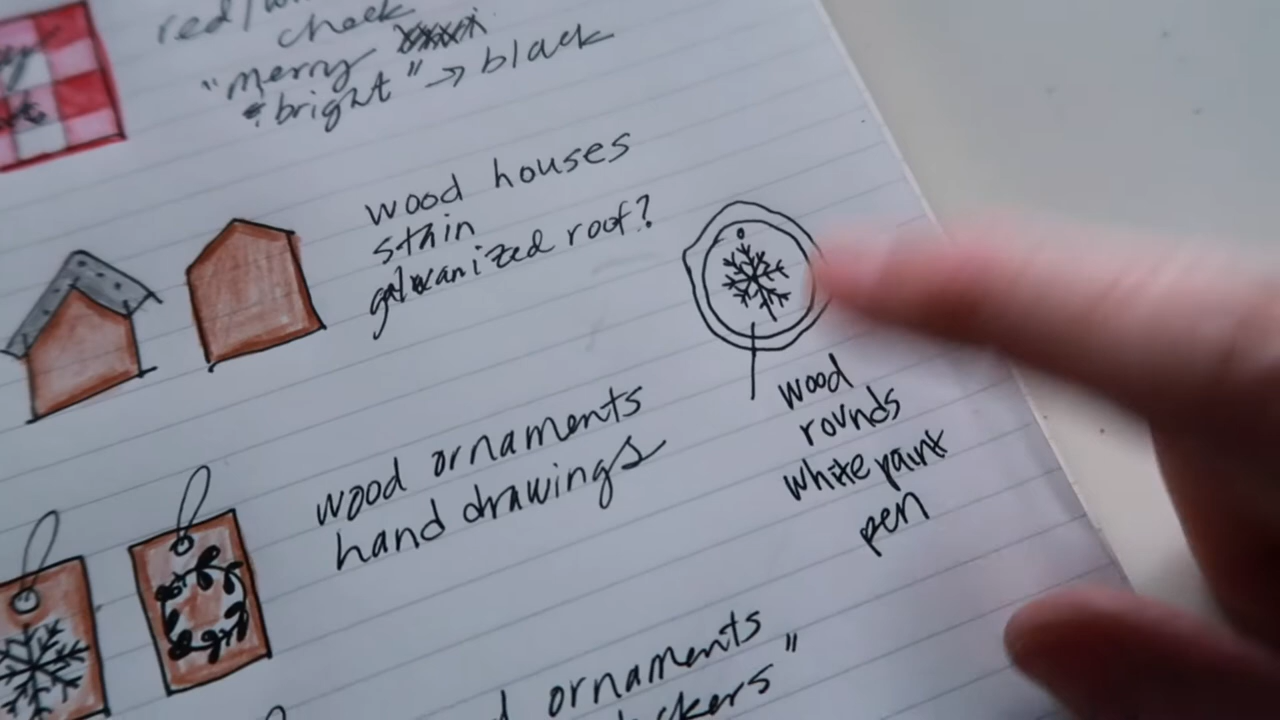 check
"merry
& bright" → black
wood houses
stain
galvanized roof?
wood
rounds
white paint
pen
wood ornaments
hand drawings
ornaments
"